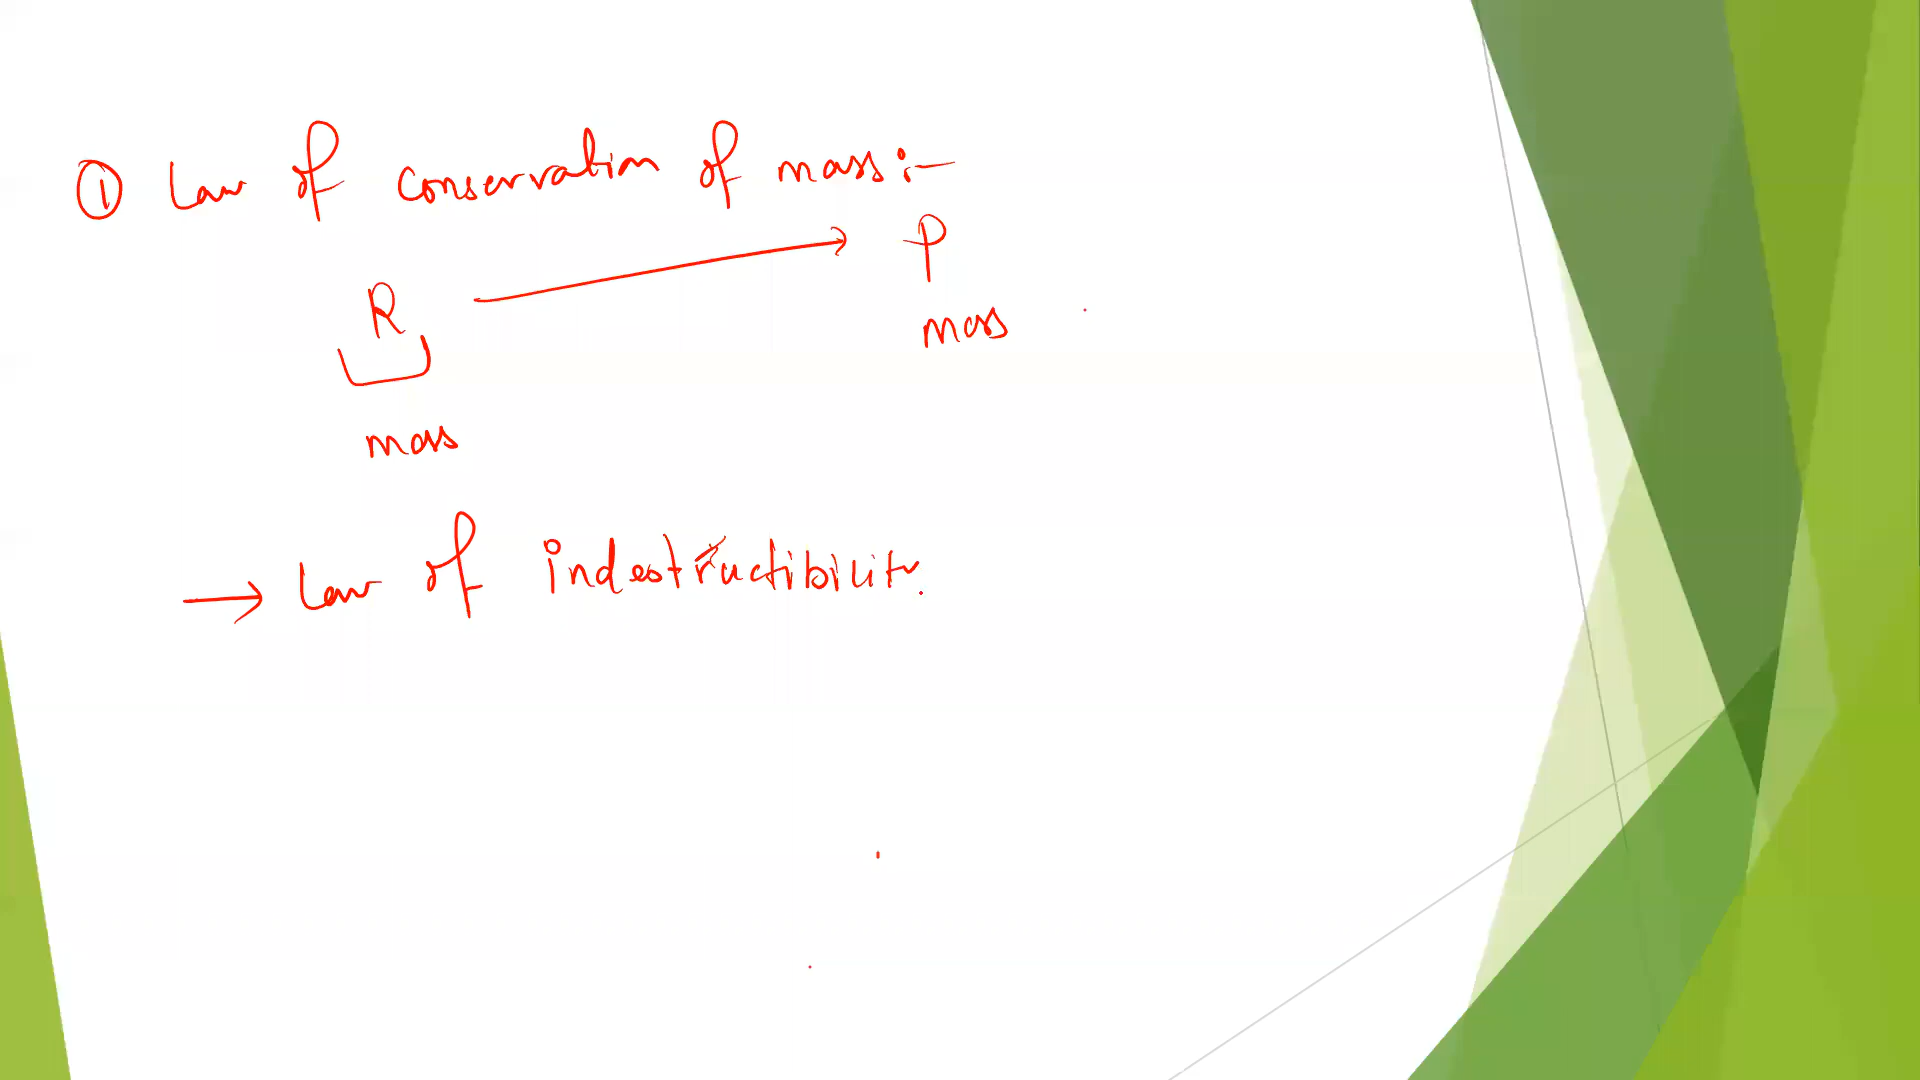 ① Law of conservation of mass:-
R → P
mass
mass
→ Law of indestructibility.